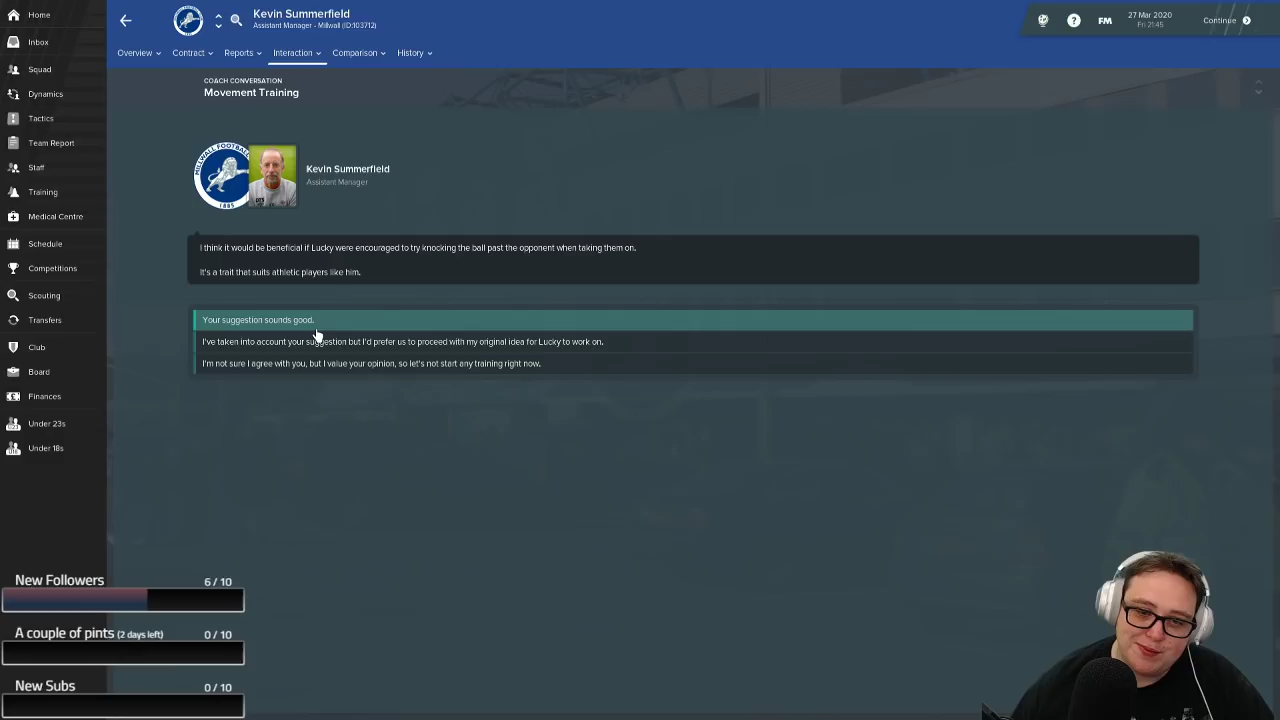 Home
Inbox
Squad
Dynamics
Tactics
Team Report
Staff
Training
Medical Centre
Schedule
Competitions
Scouting
Transfers
Club
Board
Finances
Under 23s
Under 18s
Kevin Summerfield
Assistant Manager - Millwall (ID:103712)
FM
27 Mar 2020
Fri 21:45
Continue
Overview
Contract
Reports
Interaction
Comparison
History
COACH CONVERSATION
Movement Training
MILLWALL FOOTBALL
1885
Kevin Summerfield
Assistant Manager
I think it would be beneficial if Lucky were encouraged to try knocking the ball past the opponent when taking them on.
It's a trait that suits athletic players like him.
Your suggestion sounds good.
I've taken into account your suggestion but I'd prefer us to proceed with my original idea for Lucky to work on.
I'm not sure I agree with you, but I value your opinion, so let's not start any training right now.
New Followers 6 / 10
A couple of pints (2 days left) 0 / 10
New Subs 0 / 10